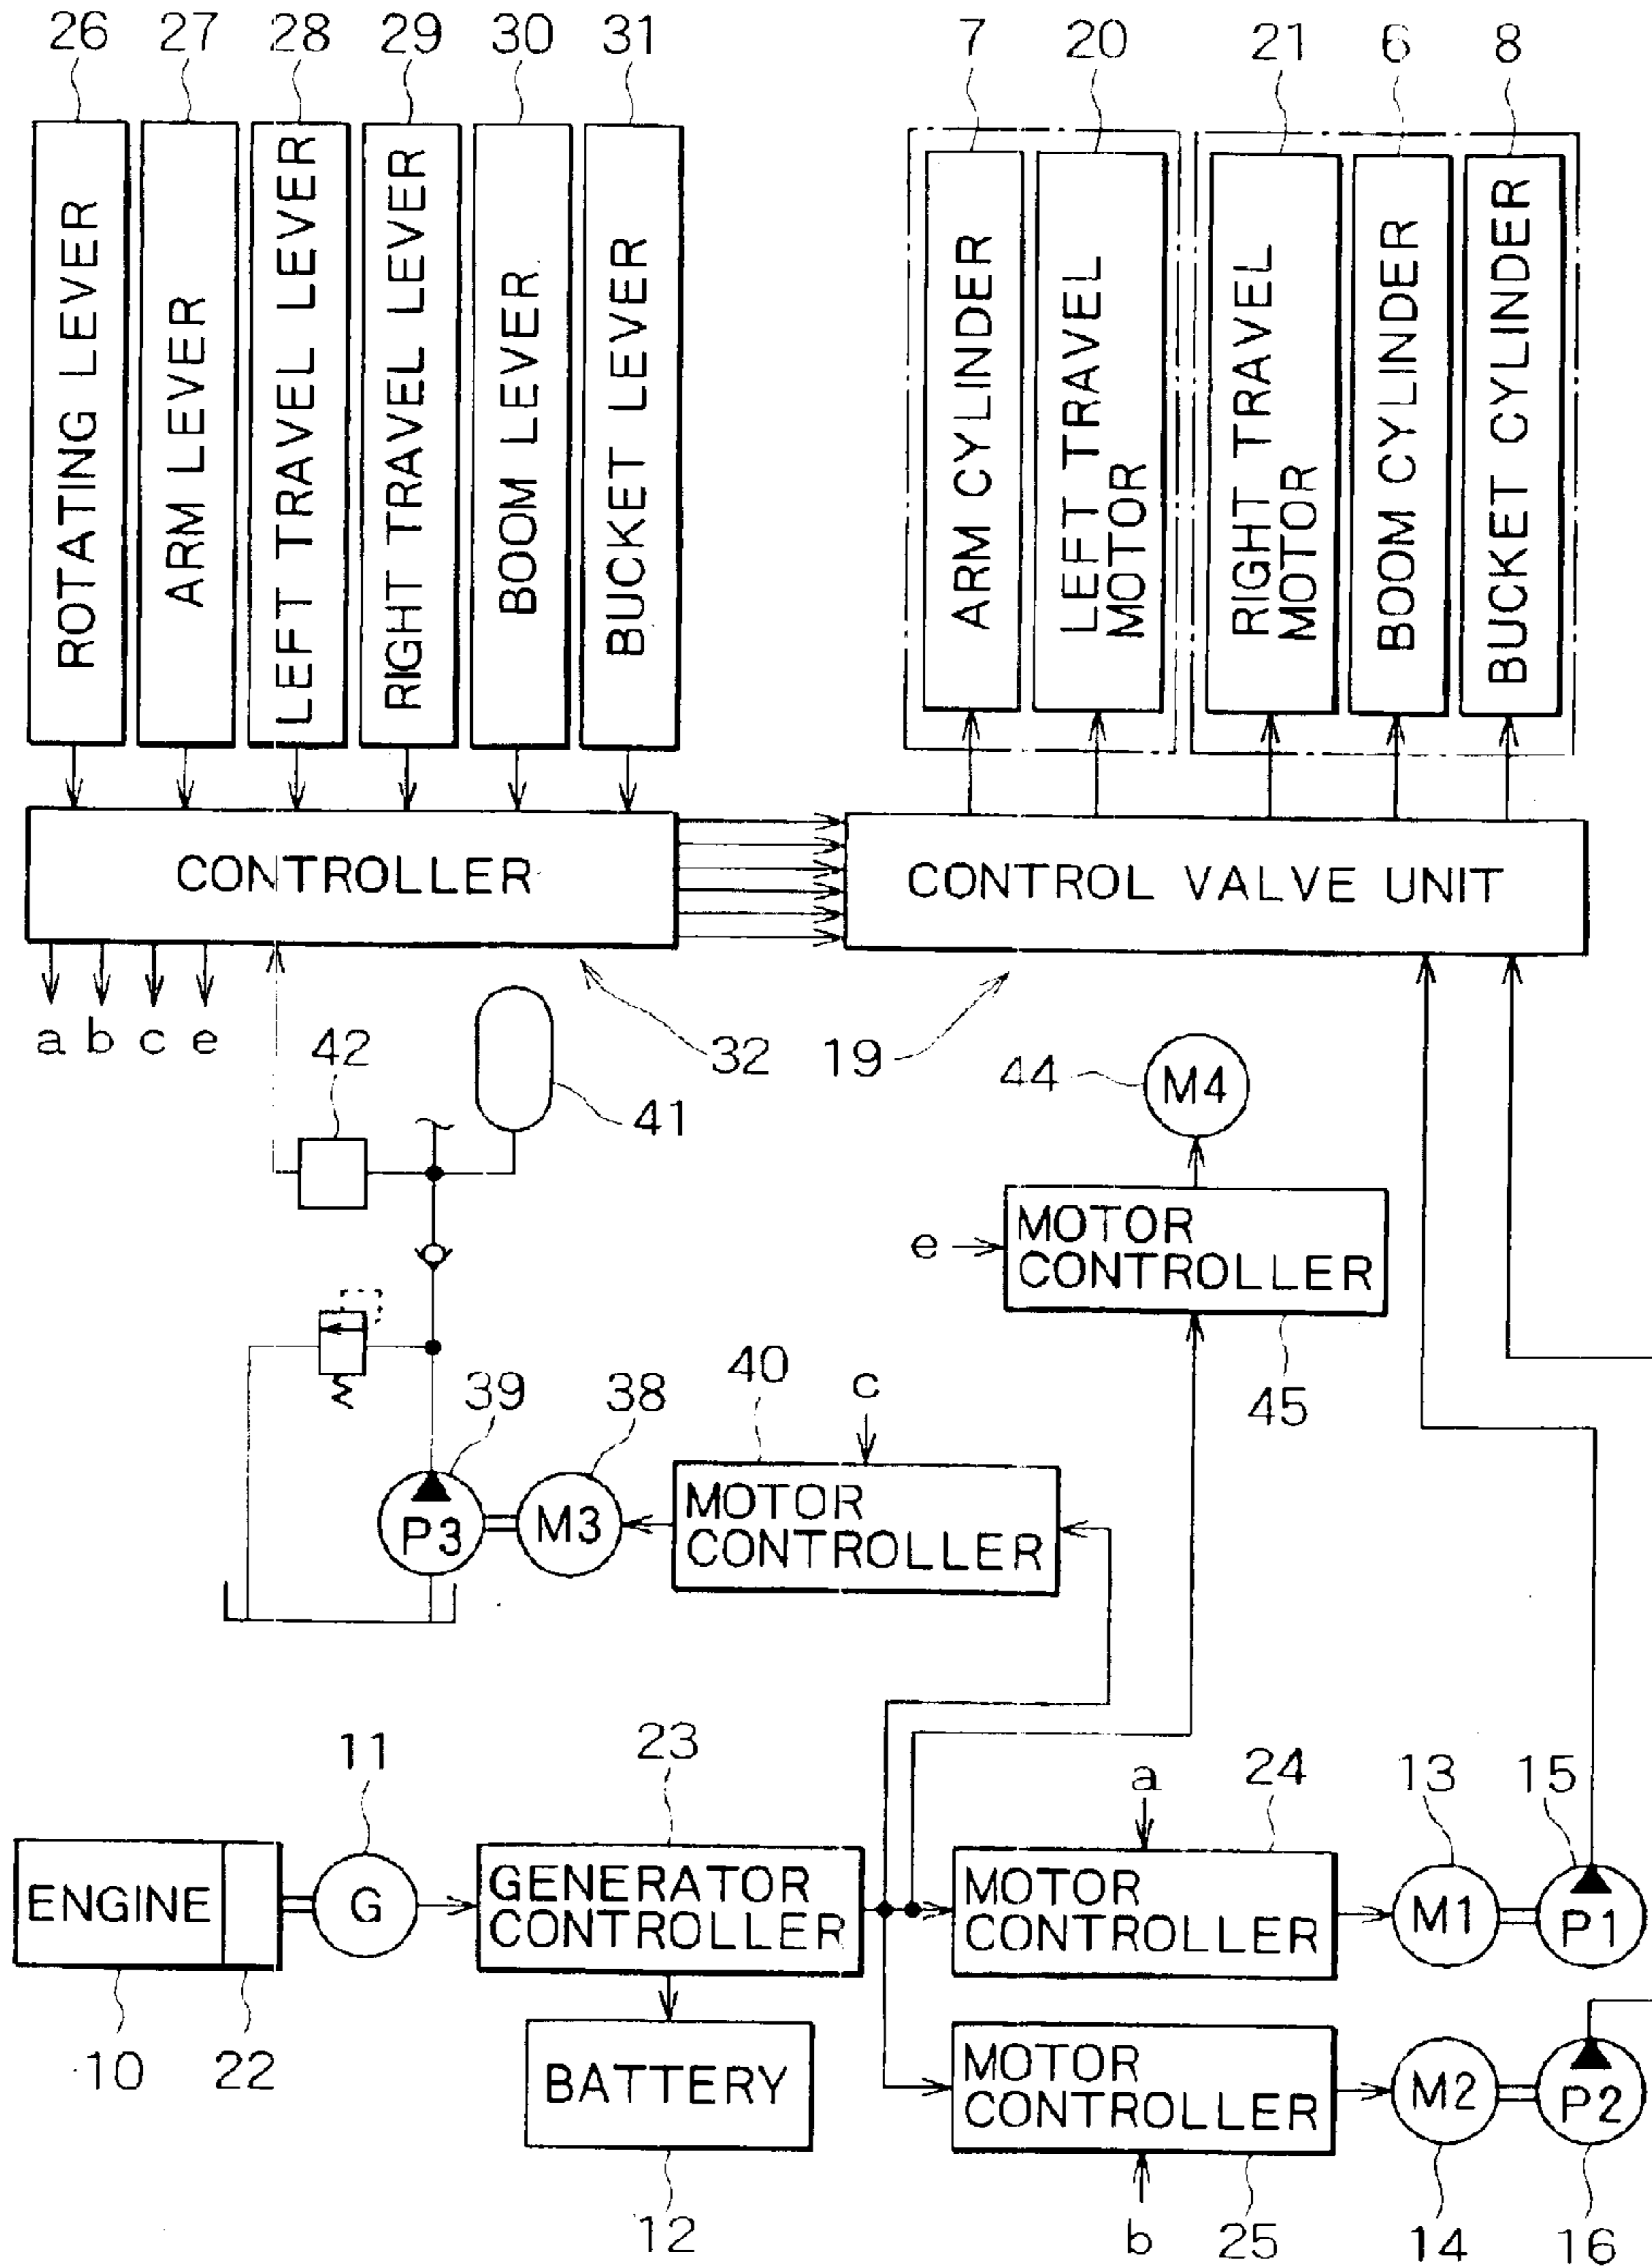 26 27 28 29 30 31 7 20 21 6 8
ROTATING LEVER
ARM LEVER
LEFT TRAVEL LEVER
RIGHT TRAVEL LEVER
BOOM LEVER
BUCKET LEVER
ARM CYLINDER
LEFT TRAVEL
MOTOR
RIGHT TRAVEL
MOTOR
BOOM CYLINDER
BUCKET CYLINDER
CONTROLLER
CONTROL VALVE UNIT
a b c e
42
41
32
19
44
M4
e
MOTOR
CONTROLLER
45
39
38
40
c
P3
M3
MOTOR
CONTROLLER
11
23
a
24
13
15
ENGINE
G
GENERATOR
CONTROLLER
MOTOR
CONTROLLER
M1
P1
10
22
BATTERY
12
MOTOR
CONTROLLER
M2
P2
b
25
14
16